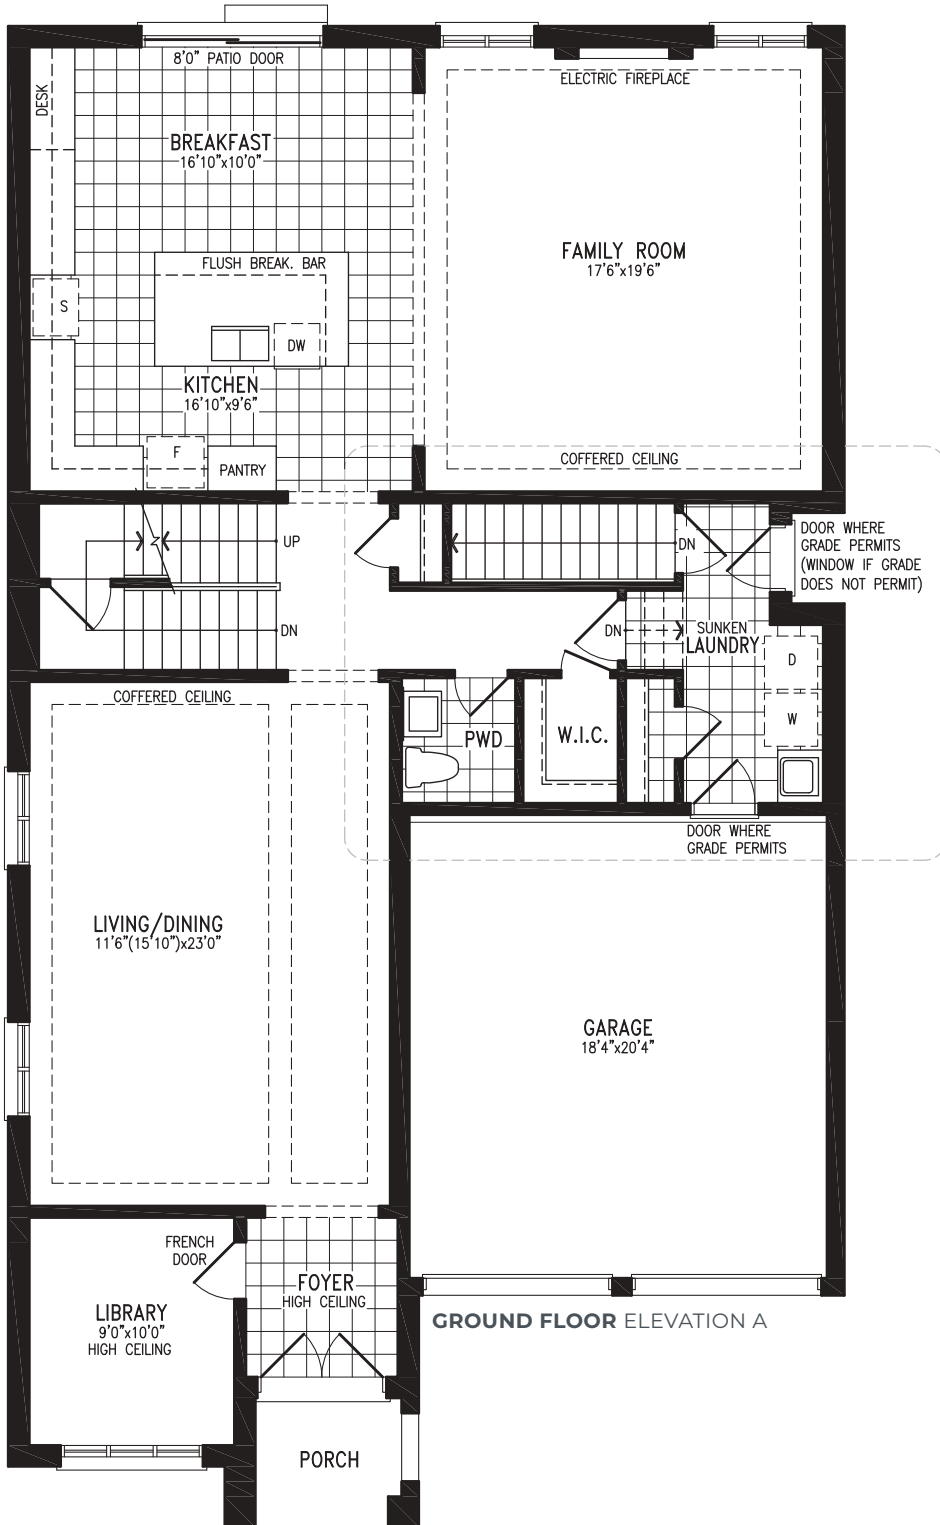 8'0" PATIO DOOR
DESK
BREAKFAST
16'10"x10'0"
ELECTRIC FIREPLACE
FAMILY ROOM
17'6"x19'6"
FLUSH BREAK. BAR
S
DW
KITCHEN
16'10"x9'6"
F
PANTRY
COFFERED CEILING
UP
DN
DN
DN
DOOR WHERE
GRADE PERMITS
(WINDOW IF GRADE
DOES NOT PERMIT)
SUNKEN
LAUNDRY
D
W
COFFERED CEILING
PWD
W.I.C.
DOOR WHERE
GRADE PERMITS
LIVING/DINING
11'6"(15'10")x23'0"
GARAGE
18'4"x20'4"
FRENCH
DOOR
FOYER
HIGH CEILING
LIBRARY
9'0"x10'0"
HIGH CEILING
GROUND FLOOR ELEVATION A
PORCH